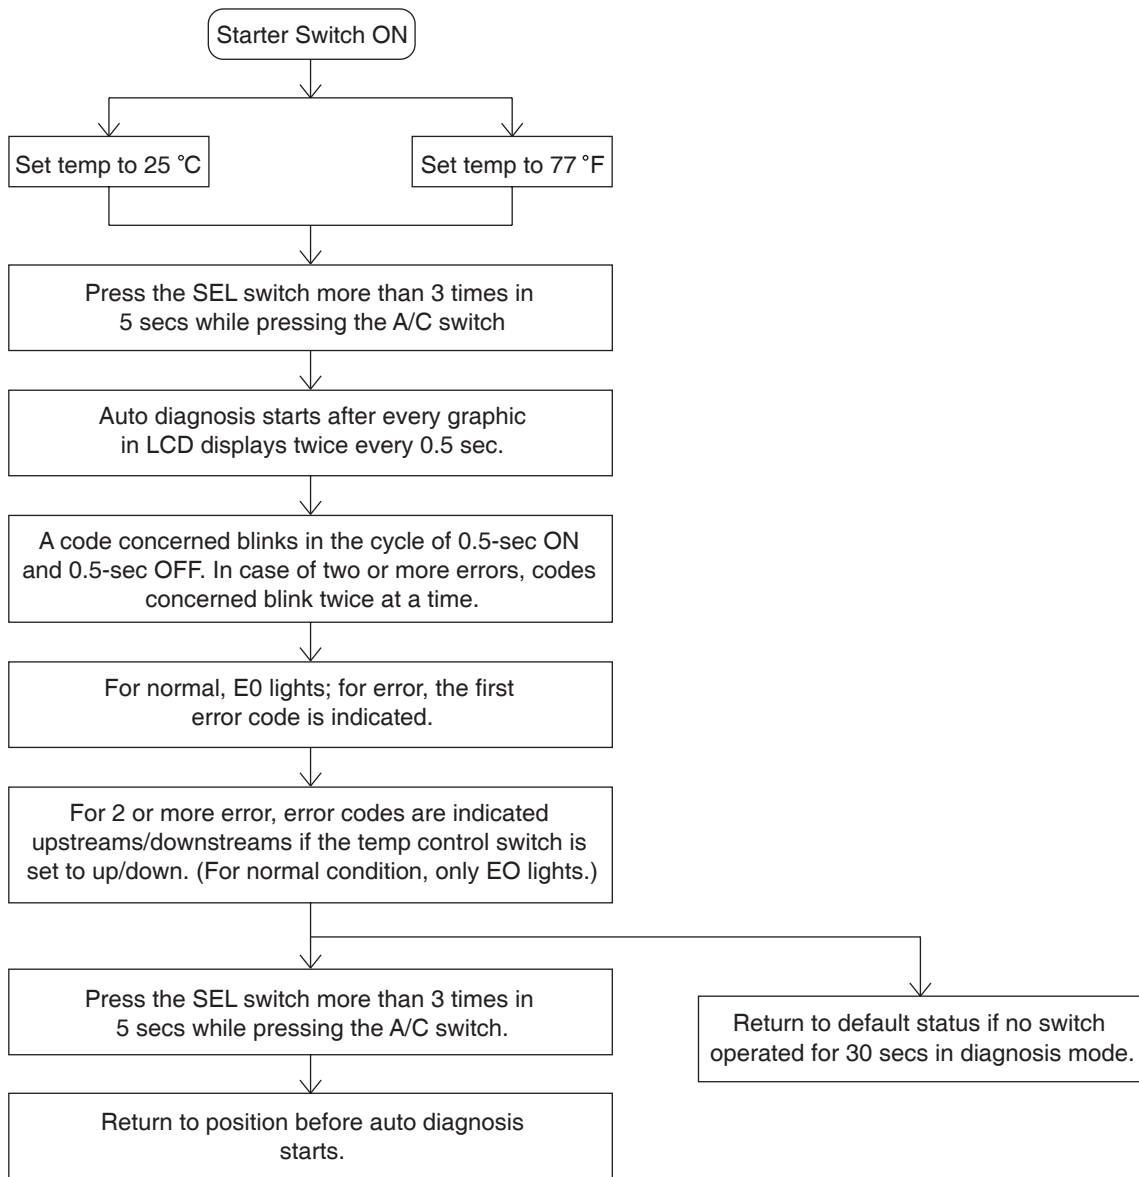 Starter Switch ON
Set temp to 25 °C
Set temp to 77 °F
Press the SEL switch more than 3 times in
5 secs while pressing the A/C switch
Auto diagnosis starts after every graphic
in LCD displays twice every 0.5 sec.
A code concerned blinks in the cycle of 0.5-sec ON
and 0.5-sec OFF. In case of two or more errors, codes
concerned blink twice at a time.
For normal, E0 lights; for error, the first
error code is indicated.
For 2 or more error, error codes are indicated
upstreams/downstreams if the temp control switch is
set to up/down. (For normal condition, only EO lights.)
Press the SEL switch more than 3 times in
5 secs while pressing the A/C switch.
Return to default status if no switch
operated for 30 secs in diagnosis mode.
Return to position before auto diagnosis
starts.